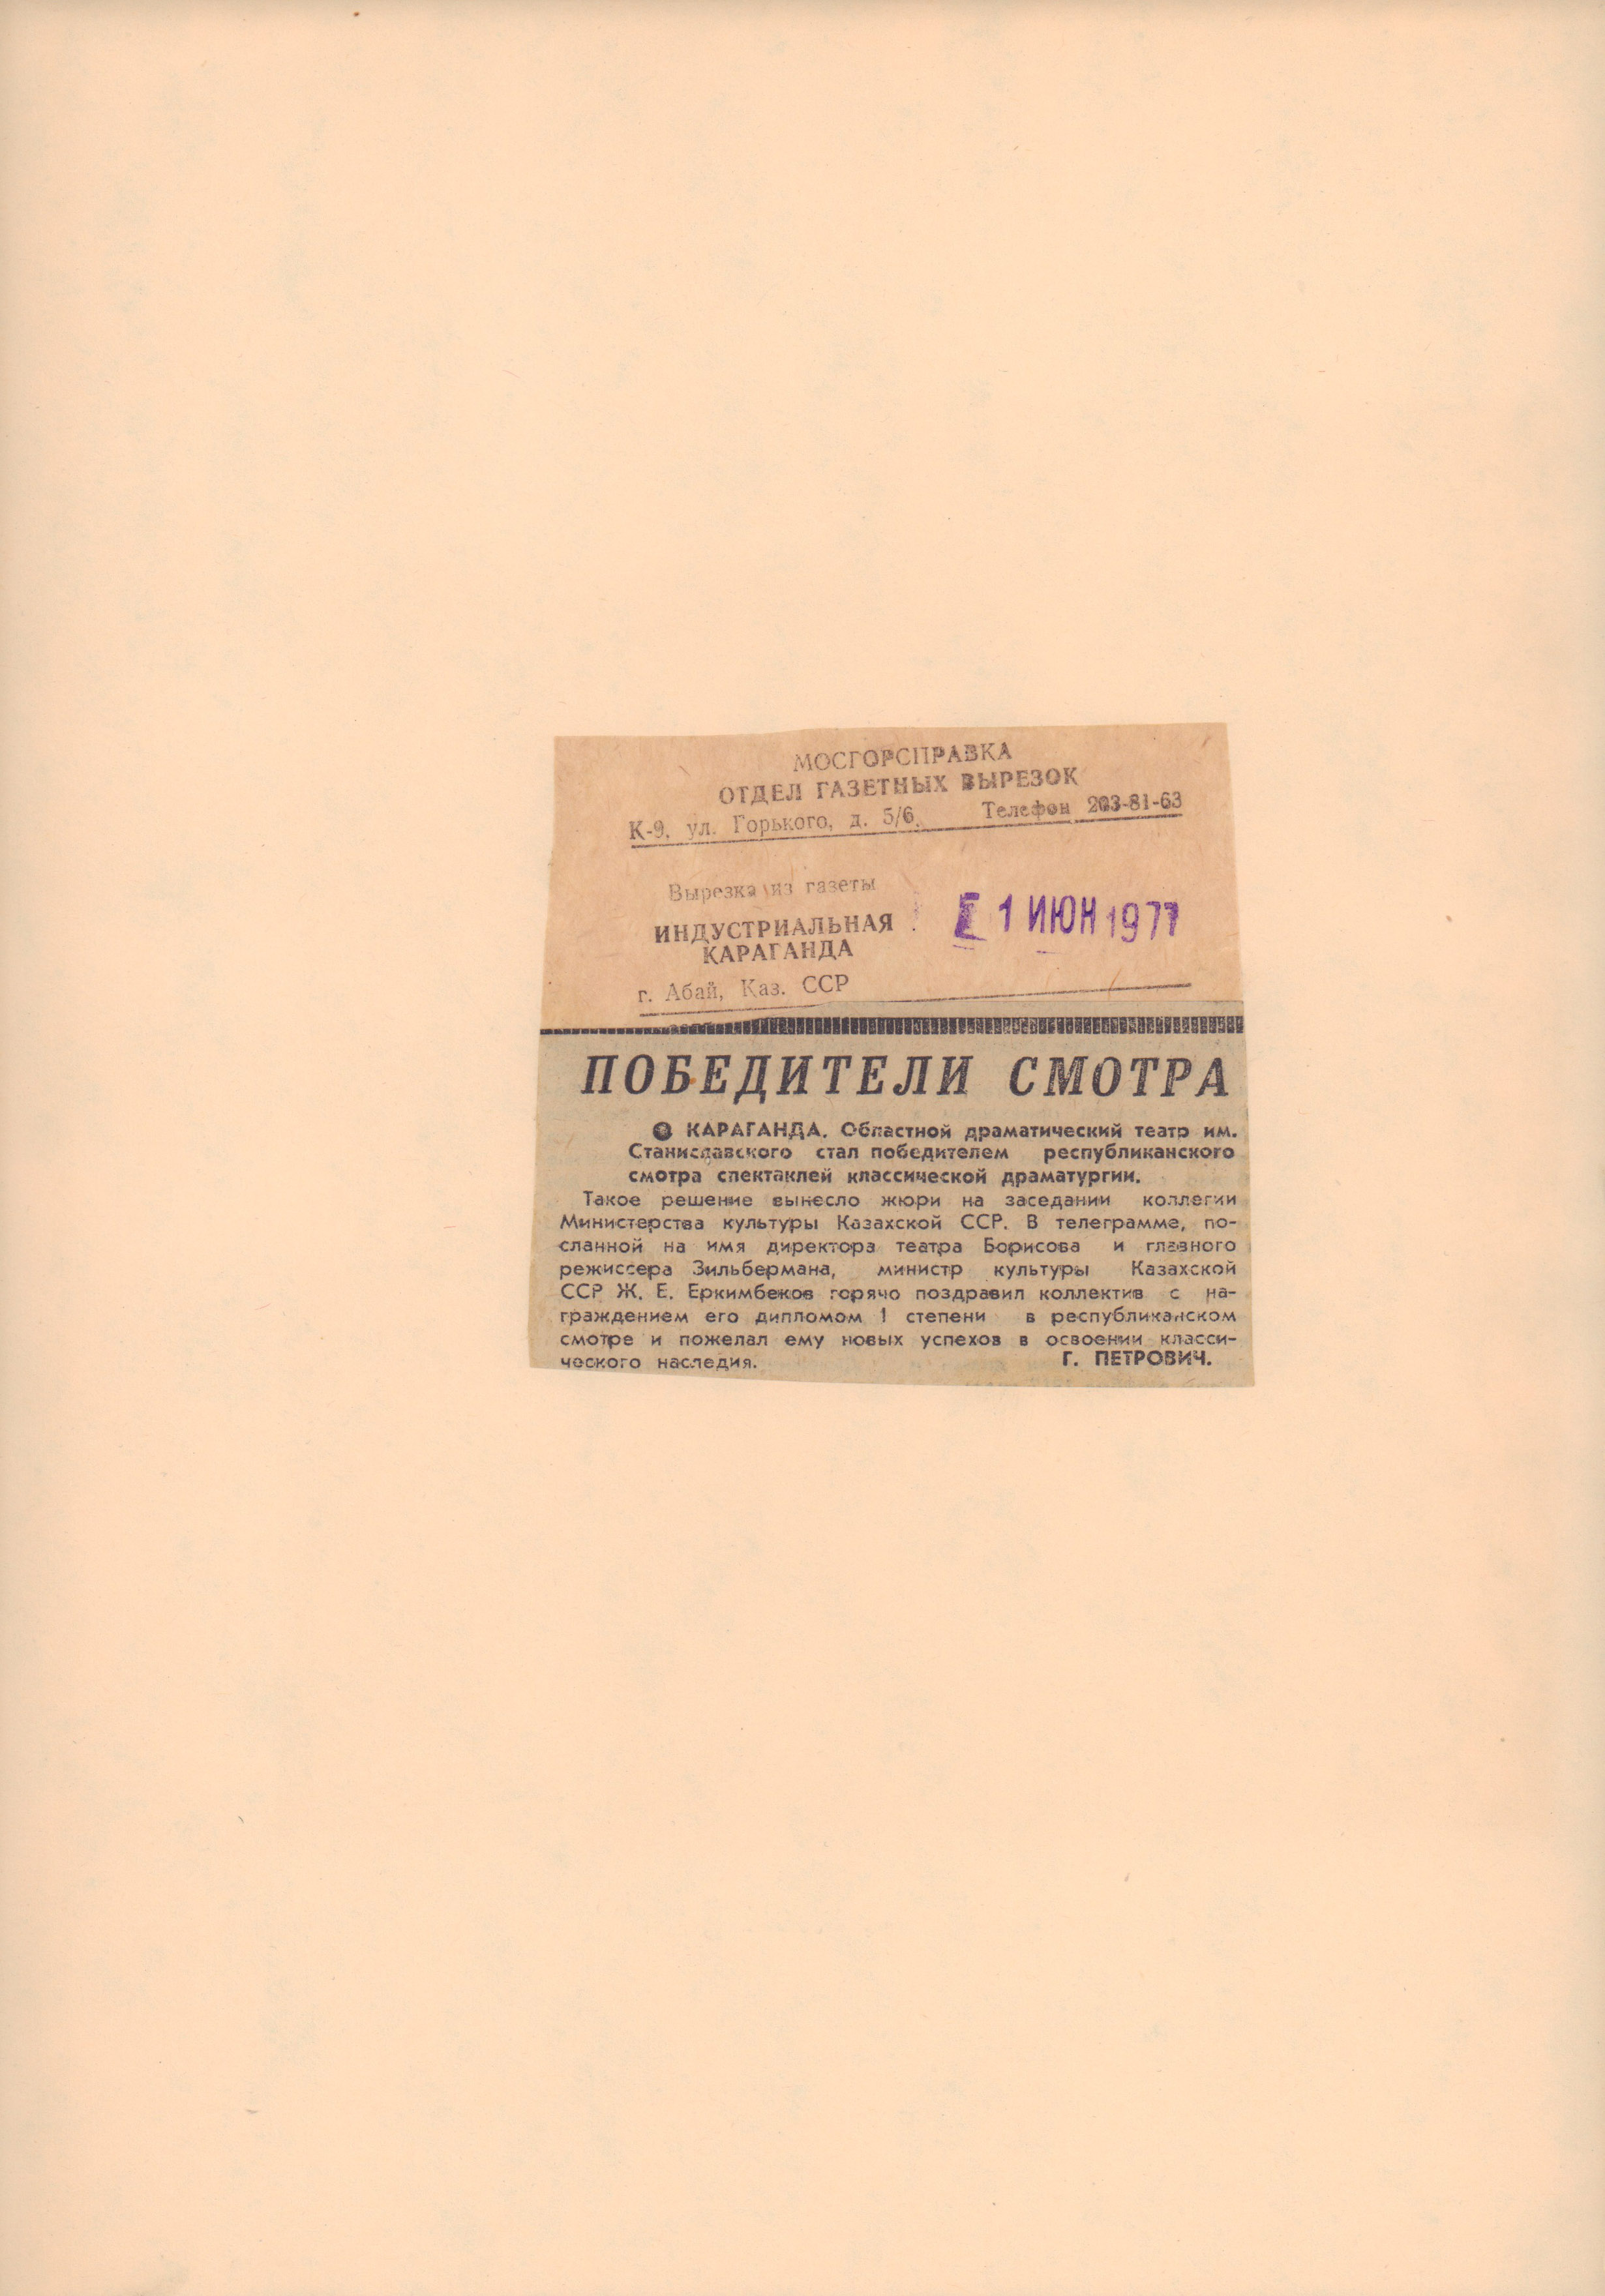 МОСГОРСПРАВКА
ОТДЕЛ ГАЗЕТНЫХ ВЫРЕЗОК
К-9, ул. Горького, д. 5/6. Телефон 203-81-63
Вырезка из газеты
ИНДУСТРИАЛЬНАЯ
КАРАГАНДА
1 ИЮН 1977
г. Абай, Каз. ССР
ПОБЕДИТЕЛИ СМОТРА
КАРАГАНДА. Областной драматический театр им.
Станиславского стал победителем республиканского
смотра спектаклей классической драматургии.
Такое решение вынесло жюри на заседании коллегии
Министерства культуры Казахской ССР. В телеграмме, по-
сланной на имя директора театра Борисова и главного
режиссера Зильбермана, министр культуры Казахской
ССР Ж. Е. Еркимбеков горячо поздравил коллектив с на-
граждением его дипломом 1 степени в республиканском
смотре и пожелал ему новых успехов в освоении класси-
ческого наследия. Г. ПЕТРОВИЧ.